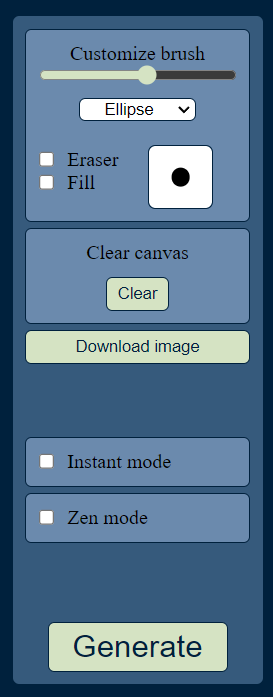 Customize brush
Ellipse
Eraser
Fill
Clear canvas
Clear
Download image
Instant mode
Zen mode
Generate